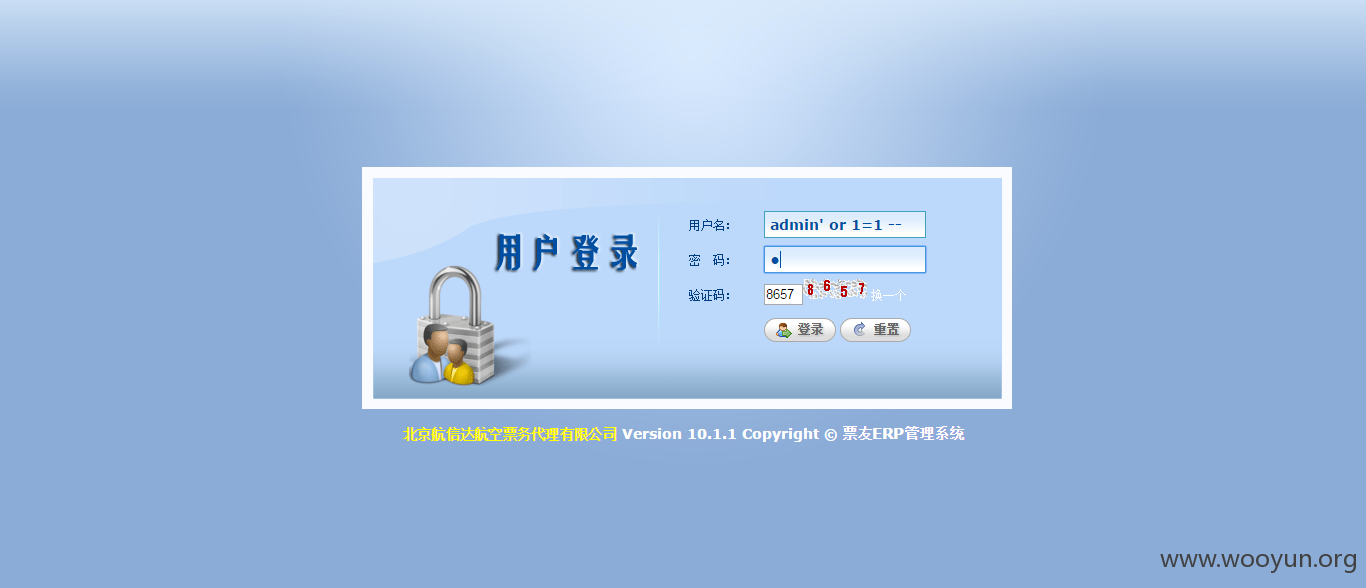 用户登录
用户名: admin' or 1=1 --
密 码: ●
验证码: 8657 8657 换一个
登录 重置
北京航信达航空票务代理有限公司 Version 10.1.1 Copyright © 票友ERP管理系统
www.wooyun.org